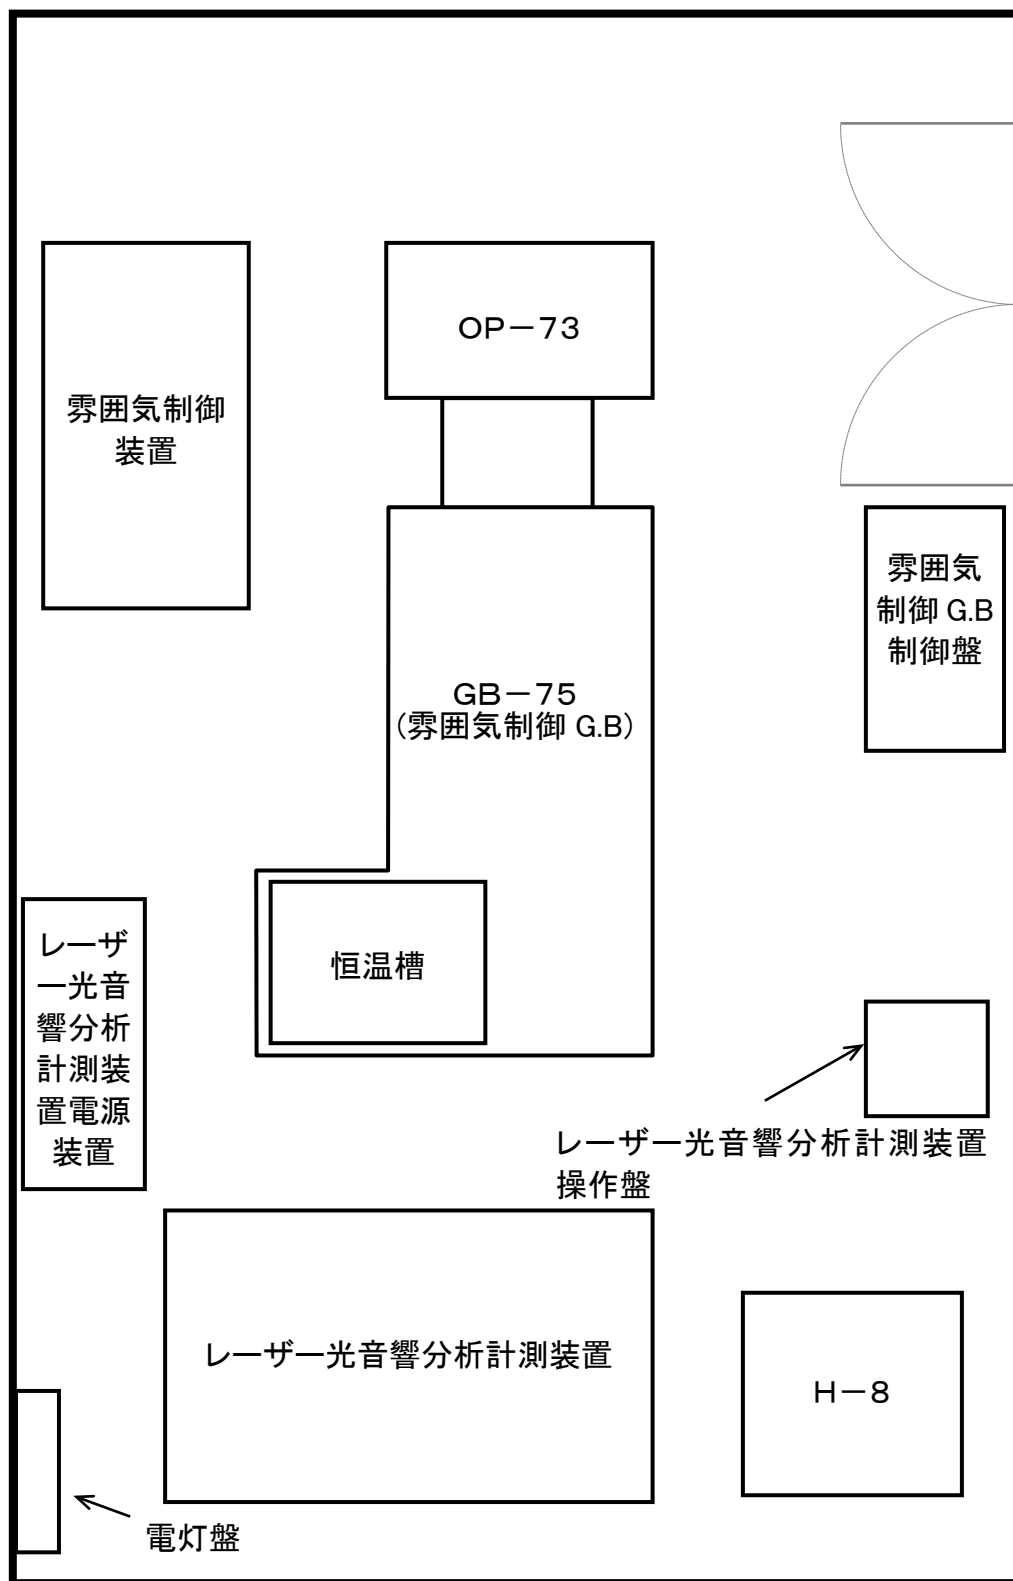 OP－73
雰囲気制御
装置
雰囲気
制御 G.B
制御盤
GB－75
(雰囲気制御 G.B)
レーザ
ー光音
響分析
計測装
置電源
装置
恒温槽
レーザー光音響分析計測装置
操作盤
レーザー光音響分析計測装置
H－8
電灯盤